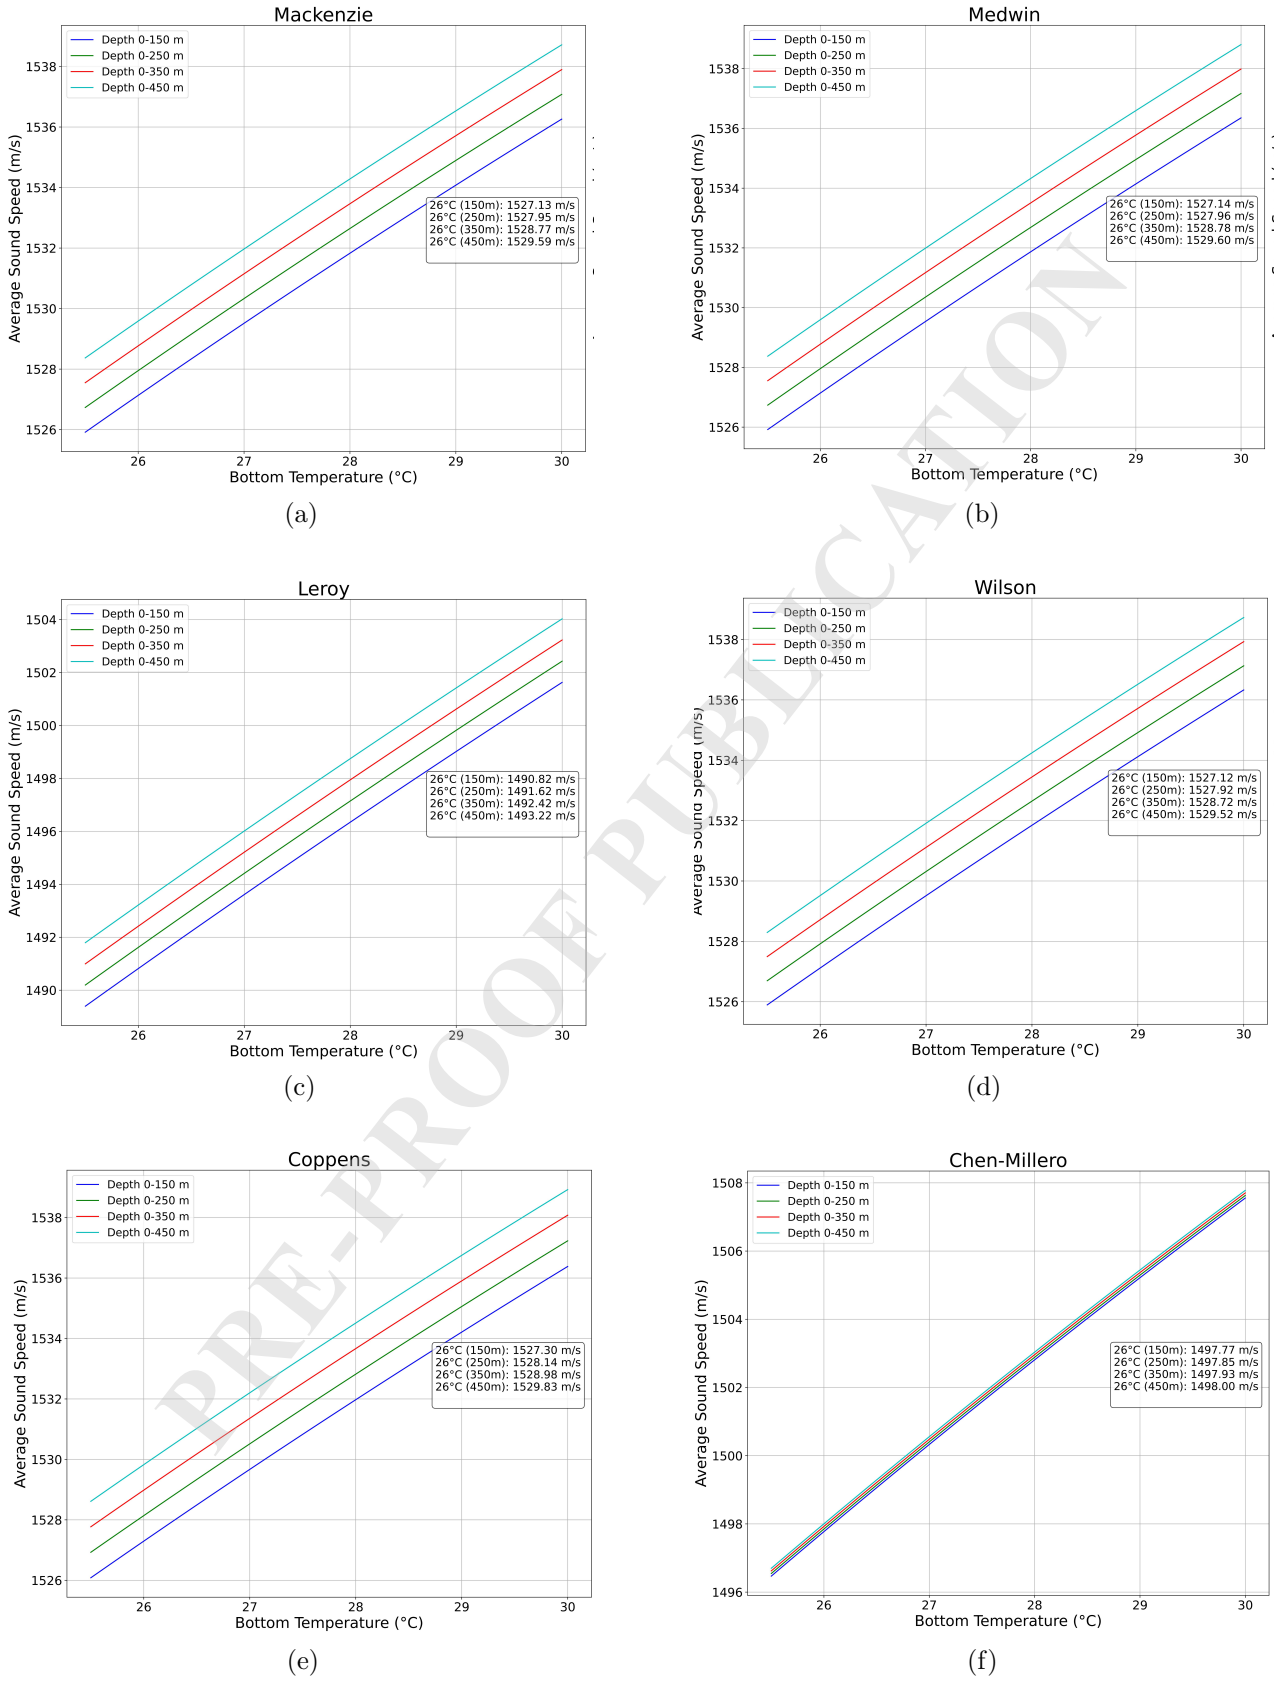 Mackenzie
Depth 0-150 m
Depth 0-250 m
Depth 0-350 m
Depth 0-450 m
1538
1536
1534
1532
1530
1528
1526
Average Sound Speed (m/s)
26°C (150m): 1527.13 m/s
26°C (250m): 1527.95 m/s
26°C (350m): 1528.77 m/s
26°C (450m): 1529.59 m/s
26 27 28 29 30
Bottom Temperature (°C)
(a)
Medwin
Depth 0-150 m
Depth 0-250 m
Depth 0-350 m
Depth 0-450 m
1538
1536
1534
1532
1530
1528
1526
Average Sound Speed (m/s)
26°C (150m): 1527.14 m/s
26°C (250m): 1527.96 m/s
26°C (350m): 1528.78 m/s
26°C (450m): 1529.60 m/s
26 27 28 29 30
Bottom Temperature (°C)
(b)
Leroy
Depth 0-150 m
Depth 0-250 m
Depth 0-350 m
Depth 0-450 m
1504
1502
1500
1498
1496
1494
1492
1490
Average Sound Speed (m/s)
26°C (150m): 1490.82 m/s
26°C (250m): 1491.62 m/s
26°C (350m): 1492.42 m/s
26°C (450m): 1493.22 m/s
26 27 28 29 30
Bottom Temperature (°C)
(c)
Wilson
Depth 0-150 m
Depth 0-250 m
Depth 0-350 m
Depth 0-450 m
1538
1536
1534
1532
1530
1528
1526
Average Sound Speed (m/s)
26°C (150m): 1527.12 m/s
26°C (250m): 1527.92 m/s
26°C (350m): 1528.72 m/s
26°C (450m): 1529.52 m/s
26 27 28 29 30
Bottom Temperature (°C)
(d)
Coppens
Depth 0-150 m
Depth 0-250 m
Depth 0-350 m
Depth 0-450 m
1538
1536
1534
1532
1530
1528
1526
Average Sound Speed (m/s)
26°C (150m): 1527.30 m/s
26°C (250m): 1528.14 m/s
26°C (350m): 1528.98 m/s
26°C (450m): 1529.83 m/s
26 27 28 29 30
Bottom Temperature (°C)
(e)
Chen-Millero
Depth 0-150 m
Depth 0-250 m
Depth 0-350 m
Depth 0-450 m
1508
1506
1504
1502
1500
1498
1496
Average Sound Speed (m/s)
26°C (150m): 1497.77 m/s
26°C (250m): 1497.85 m/s
26°C (350m): 1497.93 m/s
26°C (450m): 1498.00 m/s
26 27 28 29 30
Bottom Temperature (°C)
(f)
PRE-PROOF PUBLICATION